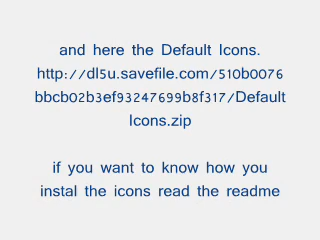 and here the Default Icons.
http://dl5u.savefile.com/510b0076
bbcb02b3ef93247699b8f317/Default
Icons.zip
if you want to know how you
instal the icons read the readme